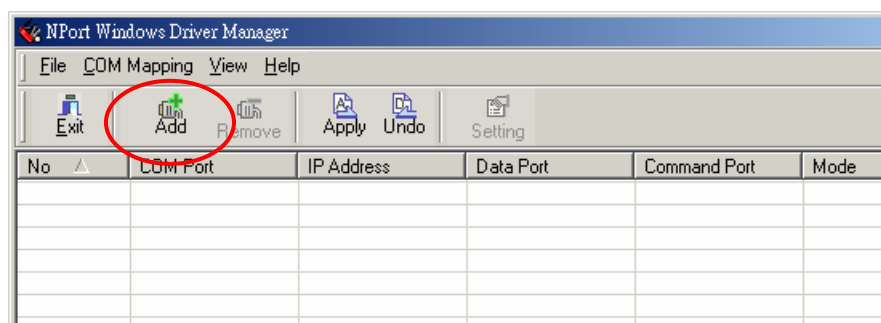 NPort Windows Driver Manager
File COM Mapping View Help
Exit Add Remove Apply Undo Setting
No COM Port IP Address Data Port Command Port Mode